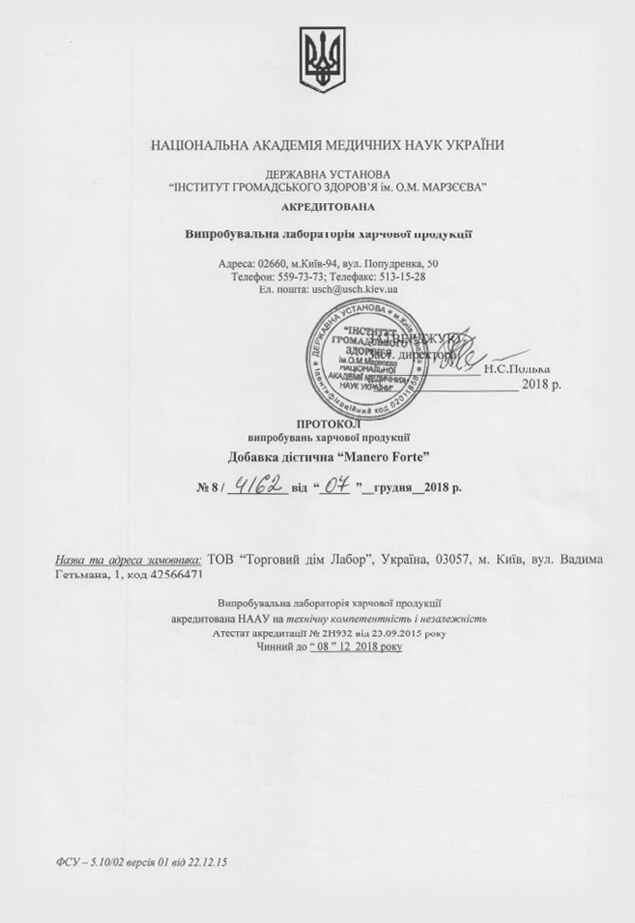 НАЦІОНАЛЬНА АКАДЕМІЯ МЕДИЧНИХ НАУК УКРАЇНИ
ДЕРЖАВНА УСТАНОВА
“ІНСТИТУТ ГРОМАДСЬКОГО ЗДОРОВ’Я ім. О.М. МАРЗЄЄВА”
АКРЕДИТОВАНА
Випробувальна лабораторія харчової продукції
Адреса: 02660, м.Київ-94, вул. Попудренка, 50
Телефон: 559-73-73; Телефакс: 513-15-28
Ел. пошта: usch@usch.kiev.ua
ДЕРЖАВНА УСТАНОВА
“ІНСТИТУТ
ГРОМАДСЬКОГО
ЗДОРОВ’Я
ім.О.М.Марзєєва
НАЦІОНАЛЬНОЇ
АКАДЕМІЇ МЕДИЧНИХ
НАУК УКРАЇНИ”
Ідентифікаційний код 02011858
ЗАТВЕРДЖУЮ
Заст. директора
Н.С.Полька
2018 р.
ПРОТОКОЛ
випробувань харчової продукції
Добавка дієтична “Manero Forte”
№ 8 / 4162 від “ 07 ” грудня 2018 р.
Назва та адреса замовника: ТОВ “Торговий дім Лабор”, Україна, 03057, м. Київ, вул. Вадима
Гетьмана, 1, код 42566471
Випробувальна лабораторія харчової продукції
акредитована НААУ на технічну компетентність і незалежність
Атестат акредитації № 2H932 від 23.09.2015 року
Чинний до “ 08 ” 12 2018 року
ФСУ – 5.10/02 версія 01 від 22.12.15